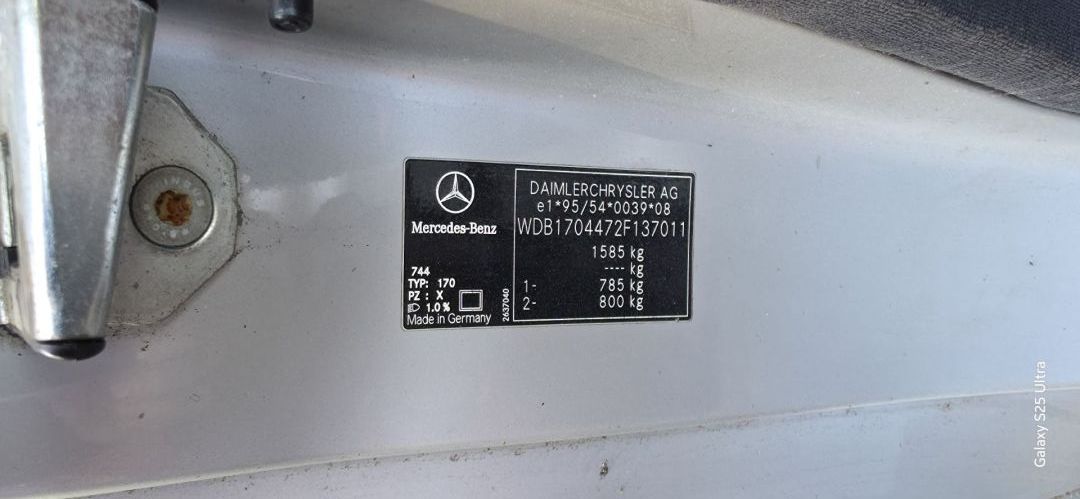 Mercedes-Benz
744
TYP: 170
PZ : X
1.0 %
Made in Germany
2637040
DAIMLERCHRYSLER AG
e1*95/54*0039*08
WDB1704472F137011
1585 kg
---- kg
1- 785 kg
2- 800 kg
Galaxy S25 Ultra